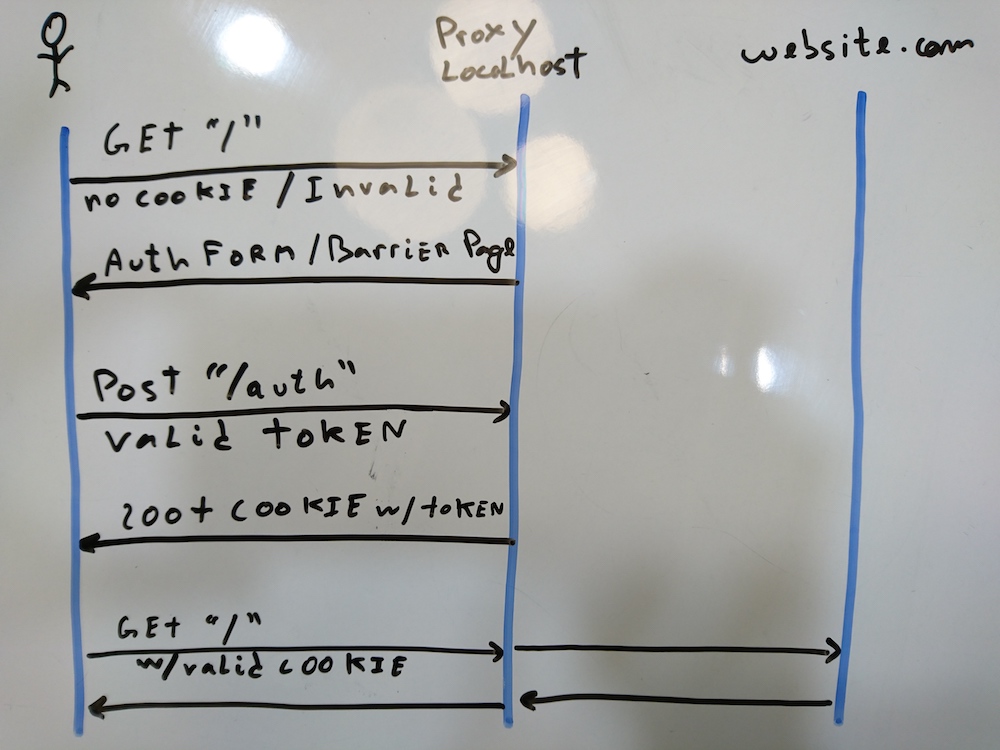 Proxy
Localhost
website.com
GET "/"
no cookie / Invalid
Auth Form / Barrier Page
Post "/auth"
valid token
200 + cookie w/ token
GET "/"
w/ valid cookie